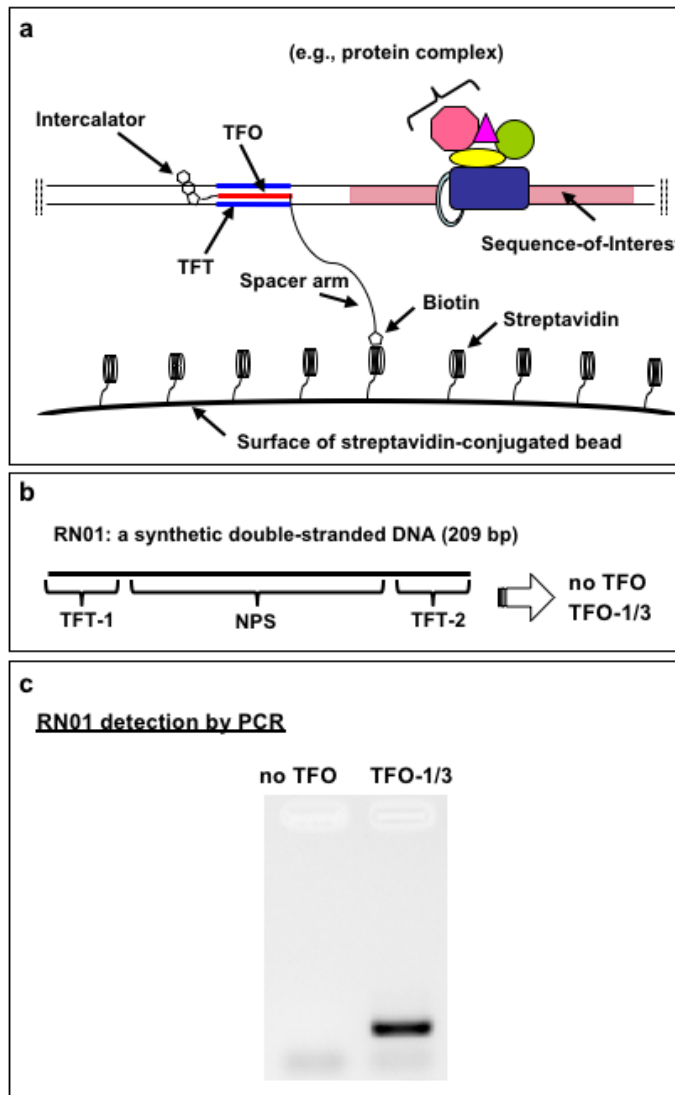 a
(e.g., protein complex)
Intercalator
TFO
TFT
Sequence-of-Interest
Spacer arm
Biotin
Streptavidin
Surface of streptavidin-conjugated bead
b
RN01: a synthetic double-stranded DNA (209 bp)
no TFO
TFO-1/3
TFT-1 NPS TFT-2
c
RN01 detection by PCR
no TFO TFO-1/3